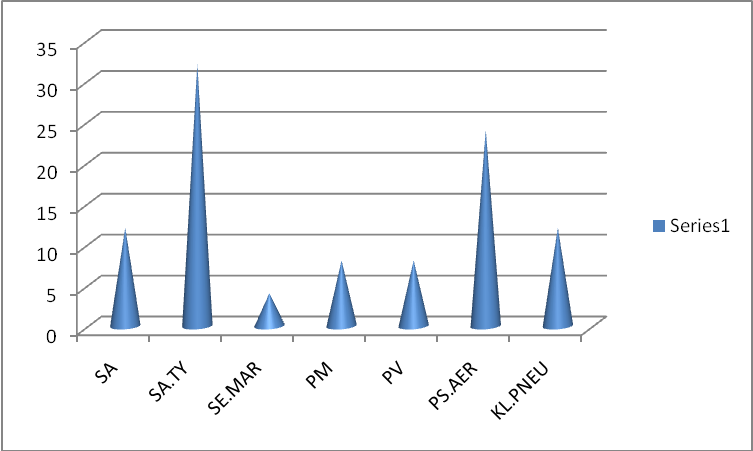 35
30
25
20
15
10
5
0
SA
SA.TY
SE.MAR
PM
PV
PS.AER
KL.PNEU
Series1